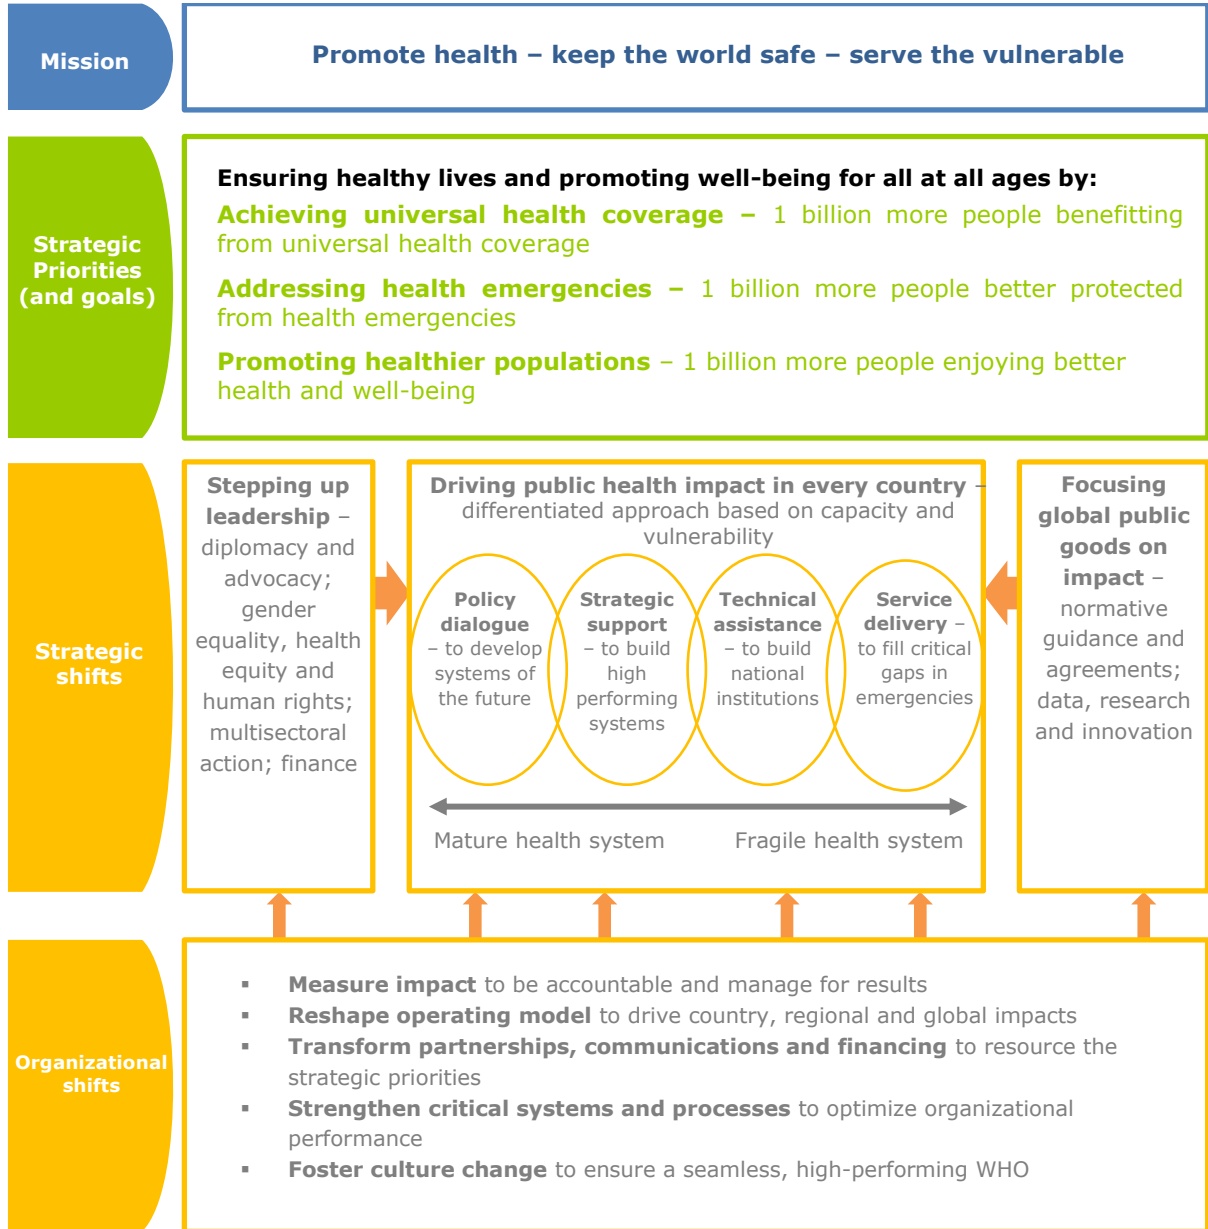 Mission
Promote health – keep the world safe – serve the vulnerable
Strategic
Priorities
(and goals)
Ensuring healthy lives and promoting well-being for all at all ages by:
Achieving universal health coverage – 1 billion more people benefitting
from universal health coverage
Addressing health emergencies – 1 billion more people better protected
from health emergencies
Promoting healthier populations – 1 billion more people enjoying better
health and well-being
Strategic
shifts
Stepping up
leadership –
diplomacy and
advocacy;
gender
equality, health
equity and
human rights;
multisectoral
action; finance
Driving public health impact in every country –
differentiated approach based on capacity and
vulnerability
Policy
dialogue
– to develop
systems of
the future
Strategic
support
– to build
high
performing
systems
Technical
assistance
– to build
national
institutions
Service
delivery –
to fill critical
gaps in
emergencies
Mature health system
Fragile health system
Focusing
global public
goods on
impact –
normative
guidance and
agreements;
data, research
and innovation
Organizational
shifts
▪ Measure impact to be accountable and manage for results
▪ Reshape operating model to drive country, regional and global impacts
▪ Transform partnerships, communications and financing to resource the
strategic priorities
▪ Strengthen critical systems and processes to optimize organizational
performance
▪ Foster culture change to ensure a seamless, high-performing WHO